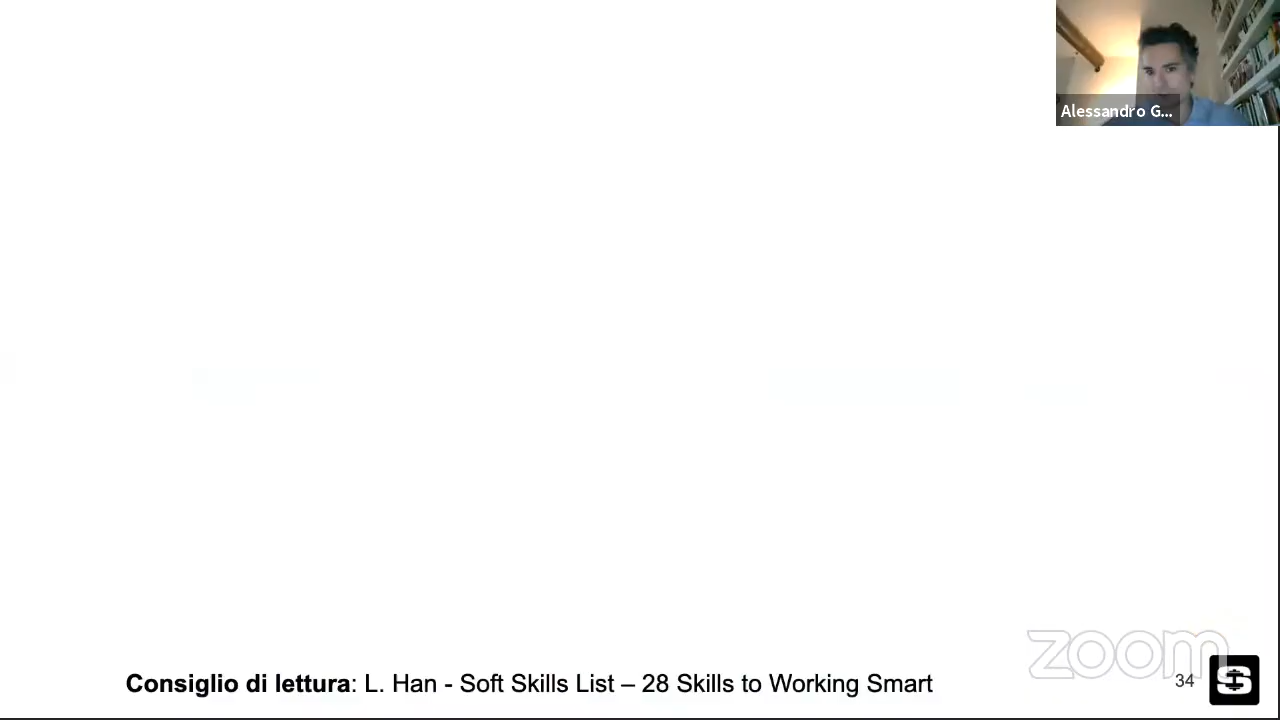 Alessandro G...
zoom
Consiglio di lettura: L. Han - Soft Skills List – 28 Skills to Working Smart
34